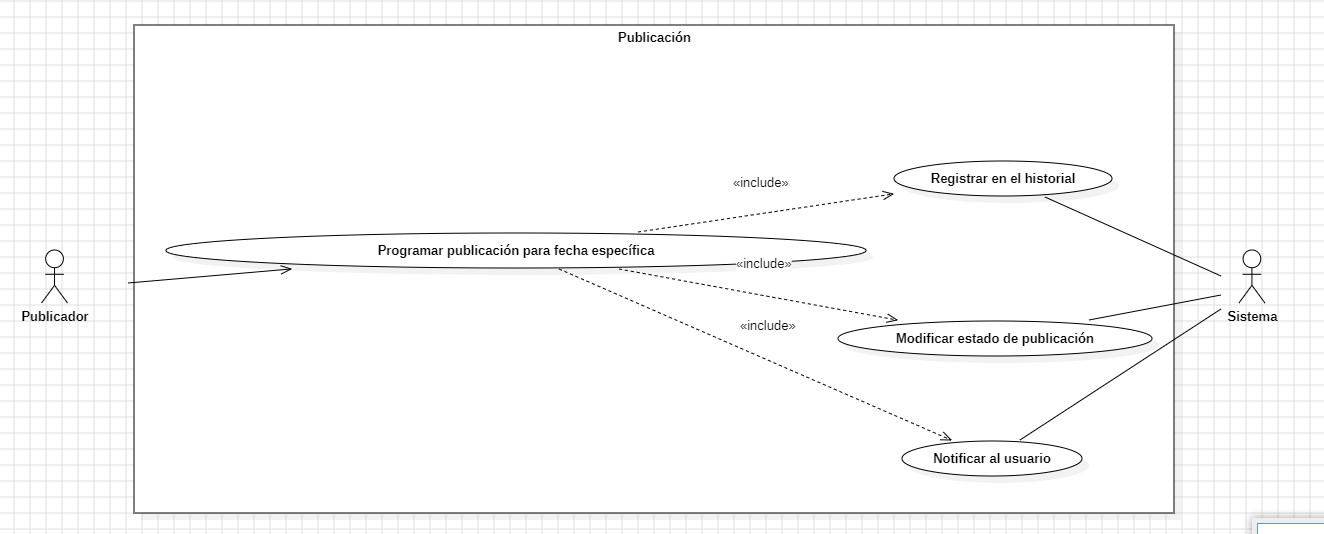 Publicación
«include»
Registrar en el historial
Programar publicación para fecha específica
«include»
Publicador
Sistema
«include»
Modificar estado de publicación
Notificar al usuario